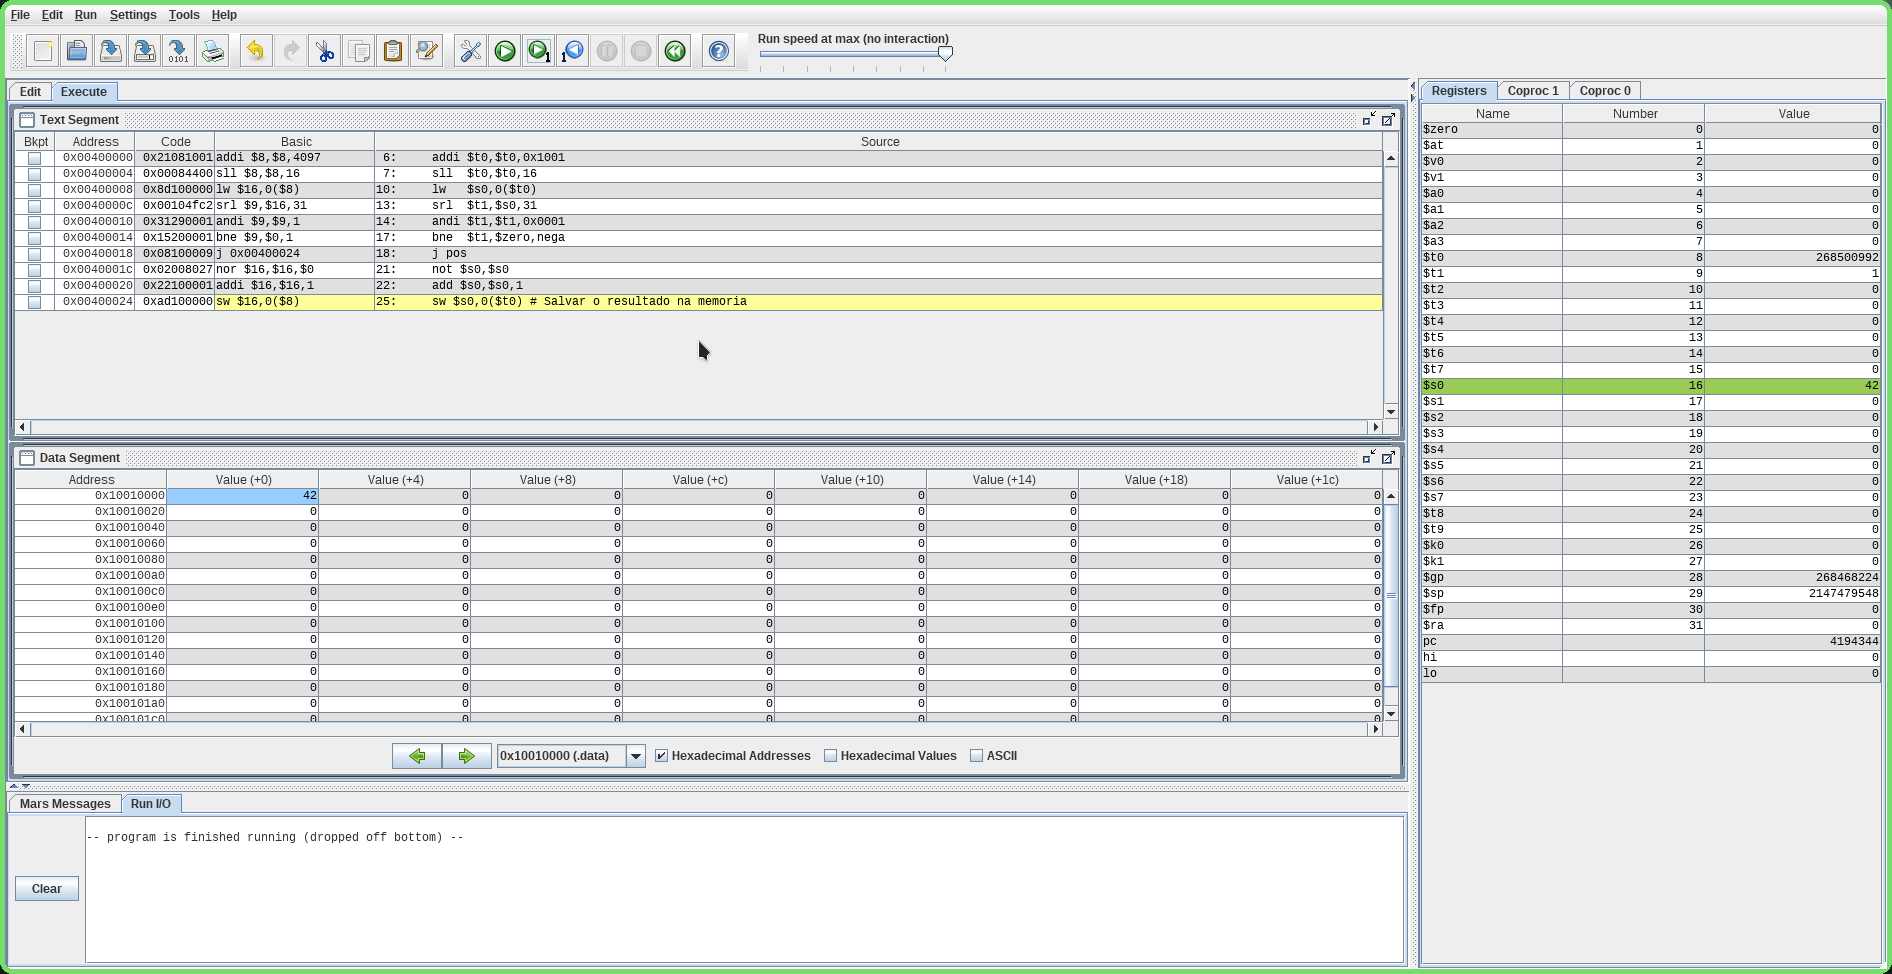 File Edit Run Settings Tools Help
0101 1 1 Run speed at max (no interaction)
Edit Execute
Text Segment
Bkpt Address Code Basic Source
0x00400000 0x21081001 addi $8,$8,4097 6: addi $t0,$t0,0x1001
0x00400004 0x00084400 sll $8,$8,16 7: sll $t0,$t0,16
0x00400008 0x8d100000 lw $16,0($8) 10: lw $s0,0($t0)
0x0040000c 0x00104fc2 srl $9,$16,31 13: srl $t1,$s0,31
0x00400010 0x31290001 andi $9,$9,1 14: andi $t1,$t1,0x0001
0x00400014 0x15200001 bne $9,$0,1 17: bne $t1,$zero,nega
0x00400018 0x08100009 j 0x00400024 18: j pos
0x0040001c 0x02008027 nor $16,$16,$0 21: not $s0,$s0
0x00400020 0x22100001 addi $16,$16,1 22: add $s0,$s0,1
0x00400024 0xad100000 sw $16,0($8) 25: sw $s0,0($t0) # Salvar o resultado na memoria
Data Segment
Address Value (+0) Value (+4) Value (+8) Value (+c) Value (+10) Value (+14) Value (+18) Value (+1c)
0x10010000 42 0 0 0 0 0 0 0
0x10010020 0 0 0 0 0 0 0 0
0x10010040 0 0 0 0 0 0 0 0
0x10010060 0 0 0 0 0 0 0 0
0x10010080 0 0 0 0 0 0 0 0
0x100100a0 0 0 0 0 0 0 0 0
0x100100c0 0 0 0 0 0 0 0 0
0x100100e0 0 0 0 0 0 0 0 0
0x10010100 0 0 0 0 0 0 0 0
0x10010120 0 0 0 0 0 0 0 0
0x10010140 0 0 0 0 0 0 0 0
0x10010160 0 0 0 0 0 0 0 0
0x10010180 0 0 0 0 0 0 0 0
0x100101a0 0 0 0 0 0 0 0 0
0x100101c0 0 0 0 0 0 0 0 0
0x10010000 (.data) Hexadecimal Addresses Hexadecimal Values ASCII
Mars Messages Run I/O
-- program is finished running (dropped off bottom) --
Clear
Registers Coproc 1 Coproc 0
Name Number Value
$zero 0 0
$at 1 0
$v0 2 0
$v1 3 0
$a0 4 0
$a1 5 0
$a2 6 0
$a3 7 0
$t0 8 268500992
$t1 9 1
$t2 10 0
$t3 11 0
$t4 12 0
$t5 13 0
$t6 14 0
$t7 15 0
$s0 16 42
$s1 17 0
$s2 18 0
$s3 19 0
$s4 20 0
$s5 21 0
$s6 22 0
$s7 23 0
$t8 24 0
$t9 25 0
$k0 26 0
$k1 27 0
$gp 28 268468224
$sp 29 2147479548
$fp 30 0
$ra 31 0
pc 4194344
hi 0
lo 0